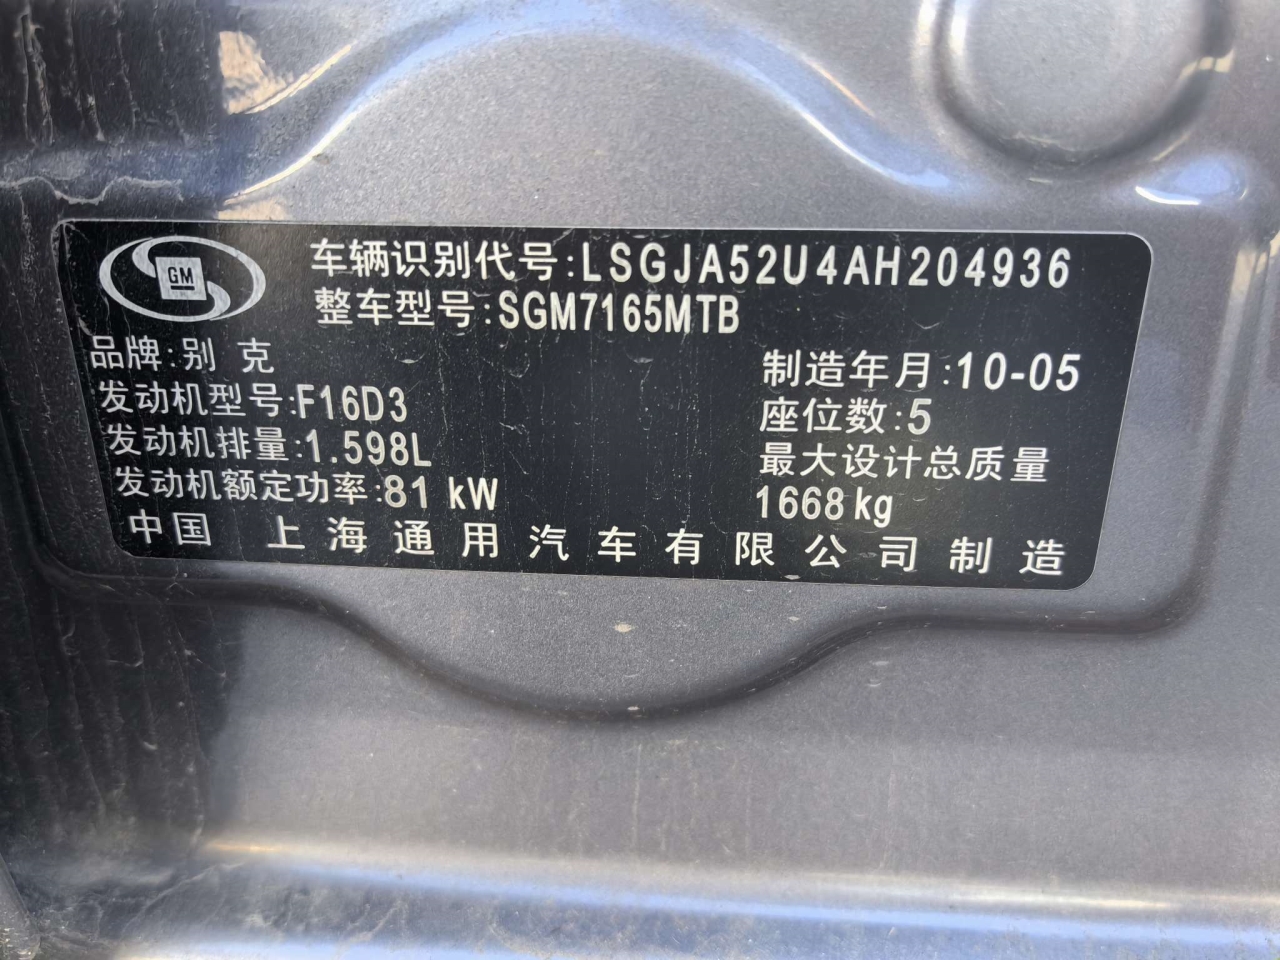 GM
车辆识别代号:LSGJA52U4AH204936
整车型号:SGM7165MTB
品牌:别 克
发动机型号:F16D3
发动机排量:1.598L
发动机额定功率:81 kW
制造年月:10-05
座位数:5
最大设计总质量
1668 kg
中国 上海通用汽车有限公司制造